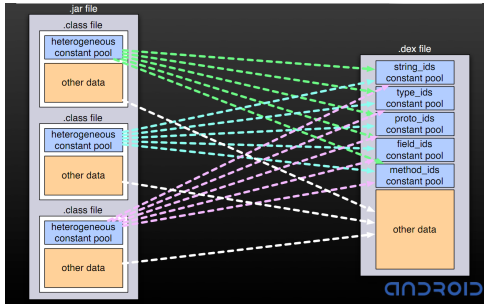 .jar file
.class file
heterogeneous
constant pool
other data
.class file
heterogeneous
constant pool
other data
.class file
heterogeneous
constant pool
other data
.dex file
string_ids
constant pool
type_ids
constant pool
proto_ids
constant pool
field_ids
constant pool
method_ids
constant pool
other data
ANDROID